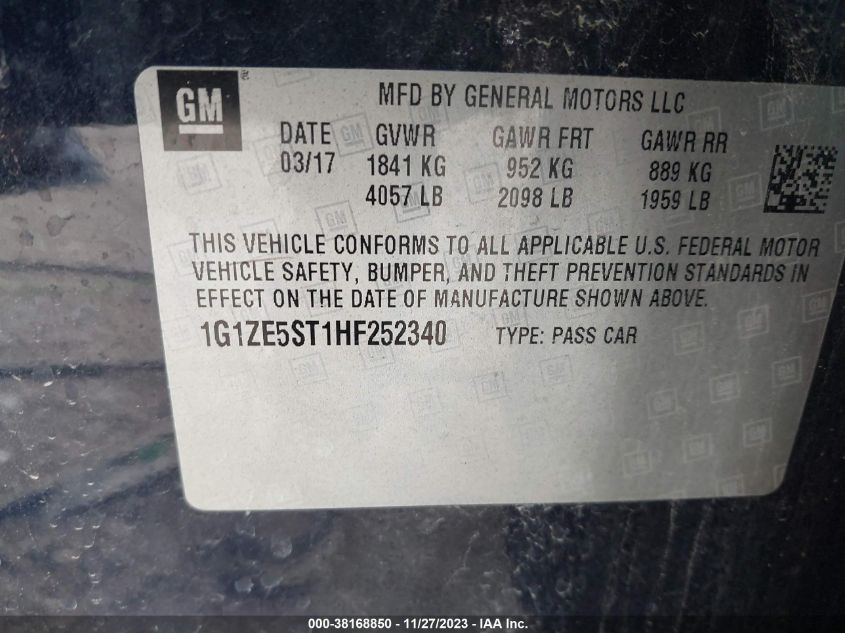 GM ®
MFD BY GENERAL MOTORS LLC
DATE GVWR GAWR FRT GAWR RR
03/17 1841 KG 952 KG 889 KG
4057 LB 2098 LB 1959 LB
THIS VEHICLE CONFORMS TO ALL APPLICABLE U.S. FEDERAL MOTOR
VEHICLE SAFETY, BUMPER, AND THEFT PREVENTION STANDARDS IN
EFFECT ON THE DATE OF MANUFACTURE SHOWN ABOVE.
1G1ZE5ST1HF252340 TYPE: PASS CAR
000-38168850 - 11/27/2023 - IAA Inc.